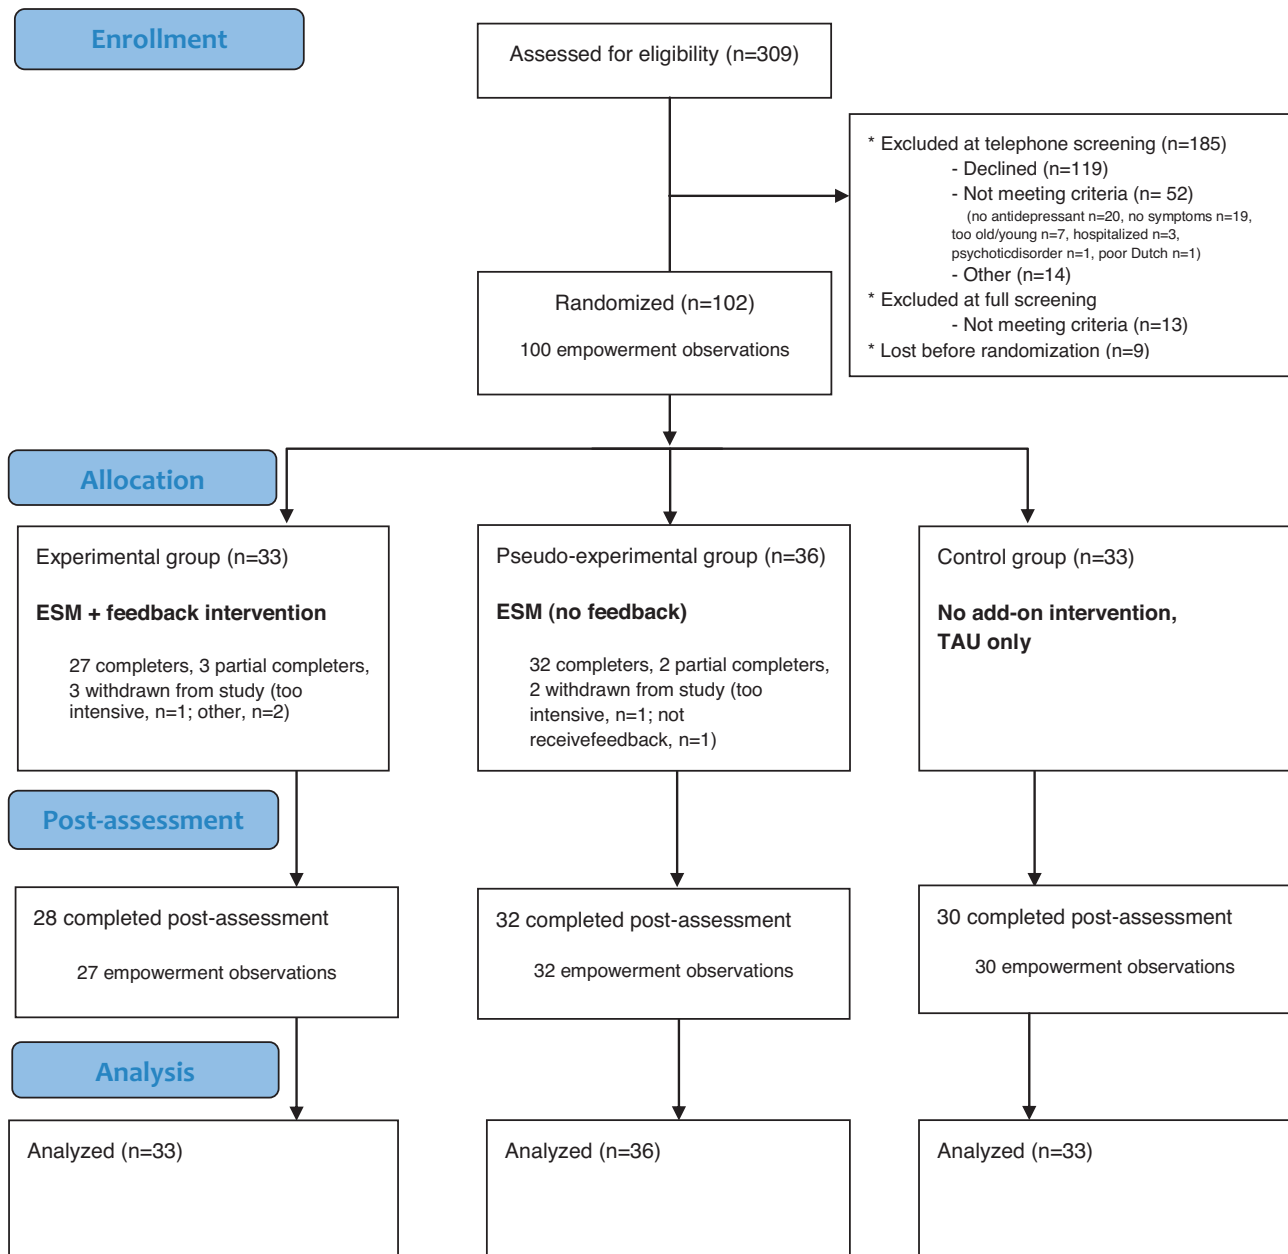 Enrollment
Assessed for eligibility (n=309)
* Excluded at telephone screening (n=185)
- Declined (n=119)
- Not meeting criteria (n= 52)
(no antidepressant n=20, no symptoms n=19,
too old/young n=7, hospitalized n=3,
psychoticdisorder n=1, poor Dutch n=1)
- Other (n=14)
* Excluded at full screening
- Not meeting criteria (n=13)
* Lost before randomization (n=9)
Randomized (n=102)
100 empowerment observations
Allocation
Experimental group (n=33)
ESM + feedback intervention
27 completers, 3 partial completers,
3 withdrawn from study (too
intensive, n=1; other, n=2)
Pseudo-experimental group (n=36)
ESM (no feedback)
32 completers, 2 partial completers,
2 withdrawn from study (too
intensive, n=1; not
receivefeedback, n=1)
Control group (n=33)
No add-on intervention,
TAU only
Post-assessment
28 completed post-assessment
27 empowerment observations
32 completed post-assessment
32 empowerment observations
30 completed post-assessment
30 empowerment observations
Analysis
Analyzed (n=33)
Analyzed (n=36)
Analyzed (n=33)